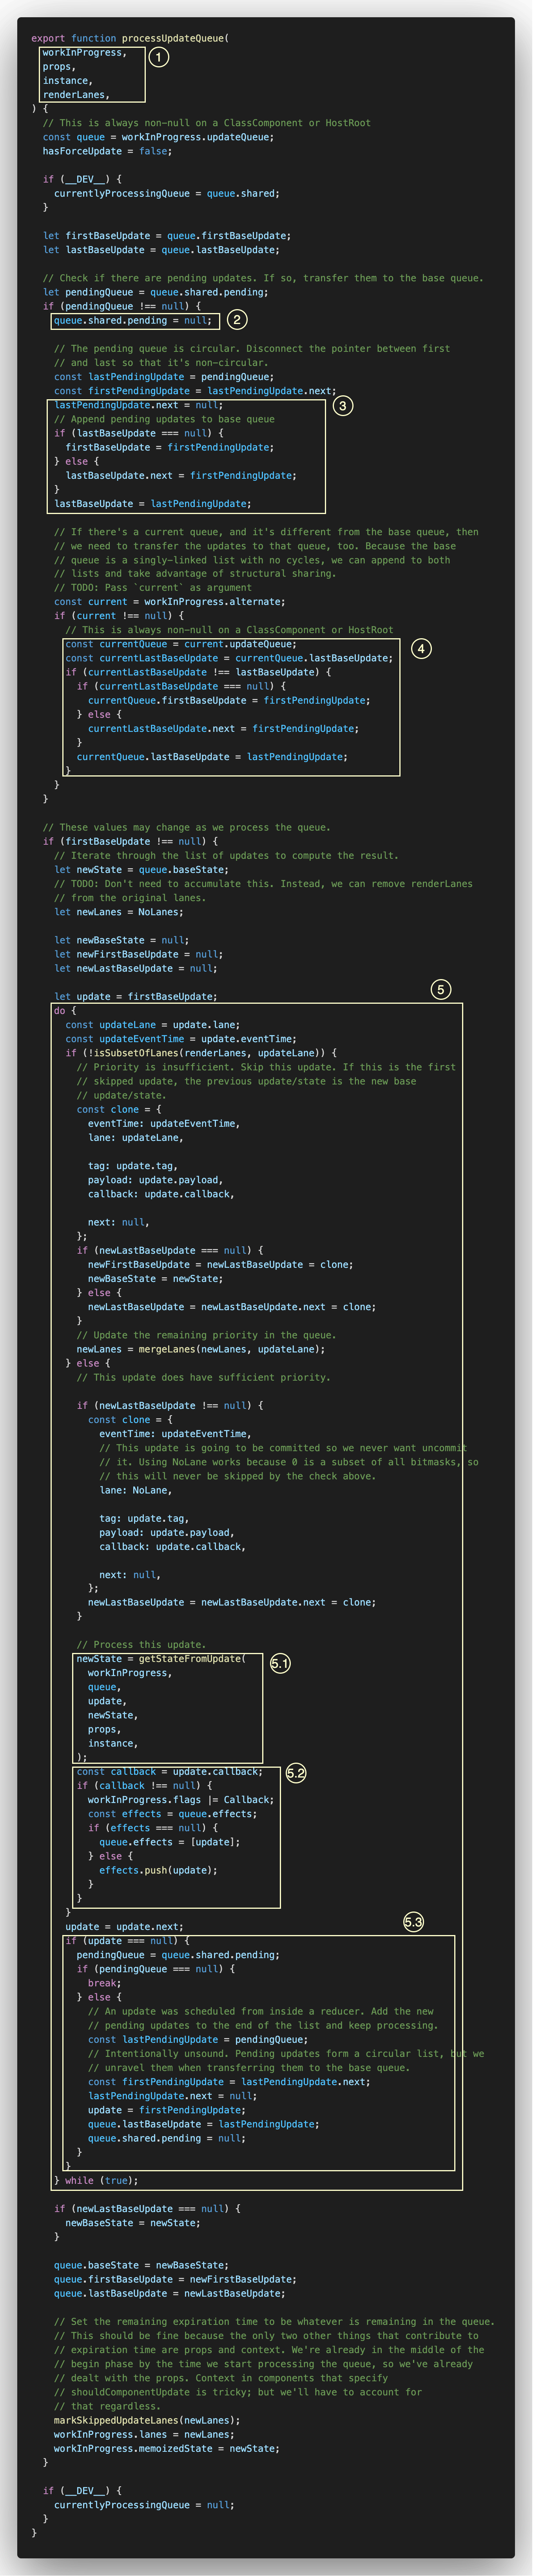 export function processUpdateQueue(
workInProgress,
①
props,
instance,
renderLanes,
) {
// This is always non-null on a ClassComponent or HostRoot
const queue = workInProgress.updateQueue;
hasForceUpdate = false;
if (__DEV__) {
currentlyProcessingQueue = queue.shared;
}
let firstBaseUpdate = queue.firstBaseUpdate;
let lastBaseUpdate = queue.lastBaseUpdate;
// Check if there are pending updates. If so, transfer them to the base queue.
let pendingQueue = queue.shared.pending;
if (pendingQueue !== null) {
queue.shared.pending = null;
②
// The pending queue is circular. Disconnect the pointer between first
// and last so that it's non-circular.
const lastPendingUpdate = pendingQueue;
const firstPendingUpdate = lastPendingUpdate.next;
lastPendingUpdate.next = null;
③
// Append pending updates to base queue
if (lastBaseUpdate === null) {
firstBaseUpdate = firstPendingUpdate;
} else {
lastBaseUpdate.next = firstPendingUpdate;
}
lastBaseUpdate = lastPendingUpdate;
// If there's a current queue, and it's different from the base queue, then
// we need to transfer the updates to that queue, too. Because the base
// queue is a singly-linked list with no cycles, we can append to both
// lists and take advantage of structural sharing.
// TODO: Pass `current` as argument
const current = workInProgress.alternate;
if (current !== null) {
// This is always non-null on a ClassComponent or HostRoot
const currentQueue = current.updateQueue;
④
const currentLastBaseUpdate = currentQueue.lastBaseUpdate;
if (currentLastBaseUpdate !== lastBaseUpdate) {
if (currentLastBaseUpdate === null) {
currentQueue.firstBaseUpdate = firstPendingUpdate;
} else {
currentLastBaseUpdate.next = firstPendingUpdate;
}
currentQueue.lastBaseUpdate = lastPendingUpdate;
}
}
}
// These values may change as we process the queue.
if (firstBaseUpdate !== null) {
// Iterate through the list of updates to compute the result.
let newState = queue.baseState;
// TODO: Don't need to accumulate this. Instead, we can remove renderLanes
// from the original lanes.
let newLanes = NoLanes;
let newBaseState = null;
let newFirstBaseUpdate = null;
let newLastBaseUpdate = null;
⑤
let update = firstBaseUpdate;
do {
const updateLane = update.lane;
const updateEventTime = update.eventTime;
if (!isSubsetOfLanes(renderLanes, updateLane)) {
// Priority is insufficient. Skip this update. If this is the first
// skipped update, the previous update/state is the new base
// update/state.
const clone = {
eventTime: updateEventTime,
lane: updateLane,
tag: update.tag,
payload: update.payload,
callback: update.callback,
next: null,
};
if (newLastBaseUpdate === null) {
newFirstBaseUpdate = newLastBaseUpdate = clone;
newBaseState = newState;
} else {
newLastBaseUpdate = newLastBaseUpdate.next = clone;
}
// Update the remaining priority in the queue.
newLanes = mergeLanes(newLanes, updateLane);
} else {
// This update does have sufficient priority.
if (newLastBaseUpdate !== null) {
const clone = {
eventTime: updateEventTime,
// This update is going to be committed so we never want uncommit
// it. Using NoLane works because 0 is a subset of all bitmasks, so
// this will never be skipped by the check above.
lane: NoLane,
tag: update.tag,
payload: update.payload,
callback: update.callback,
next: null,
};
newLastBaseUpdate = newLastBaseUpdate.next = clone;
}
// Process this update.
newState = getStateFromUpdate(
5.1
workInProgress,
queue,
update,
newState,
props,
instance,
);
const callback = update.callback;
5.2
if (callback !== null) {
workInProgress.flags |= Callback;
const effects = queue.effects;
if (effects === null) {
queue.effects = [update];
} else {
effects.push(update);
}
}
}
5.3
update = update.next;
if (update === null) {
pendingQueue = queue.shared.pending;
if (pendingQueue === null) {
break;
} else {
// An update was scheduled from inside a reducer. Add the new
// pending updates to the end of the list and keep processing.
const lastPendingUpdate = pendingQueue;
// Intentionally unsound. Pending updates form a circular list, but we
// unravel them when transferring them to the base queue.
const firstPendingUpdate = lastPendingUpdate.next;
lastPendingUpdate.next = null;
update = firstPendingUpdate;
queue.lastBaseUpdate = lastPendingUpdate;
queue.shared.pending = null;
}
}
} while (true);
if (newLastBaseUpdate === null) {
newBaseState = newState;
}
queue.baseState = newBaseState;
queue.firstBaseUpdate = newFirstBaseUpdate;
queue.lastBaseUpdate = newLastBaseUpdate;
// Set the remaining expiration time to be whatever is remaining in the queue.
// This should be fine because the only two other things that contribute to
// expiration time are props and context. We're already in the middle of the
// begin phase by the time we start processing the queue, so we've already
// dealt with the props. Context in components that specify
// shouldComponentUpdate is tricky; but we'll have to account for
// that regardless.
markSkippedUpdateLanes(newLanes);
workInProgress.lanes = newLanes;
workInProgress.memoizedState = newState;
}
if (__DEV__) {
currentlyProcessingQueue = null;
}
}